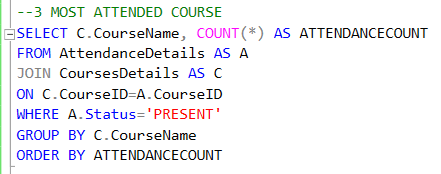 --3 MOST ATTENDED COURSE
SELECT C.CourseName, COUNT(*) AS ATTENDANCECOUNT
FROM AttendanceDetails AS A
JOIN CoursesDetails AS C
ON C.CourseID=A.CourseID
WHERE A.Status='PRESENT'
GROUP BY C.CourseName
ORDER BY ATTENDANCECOUNT